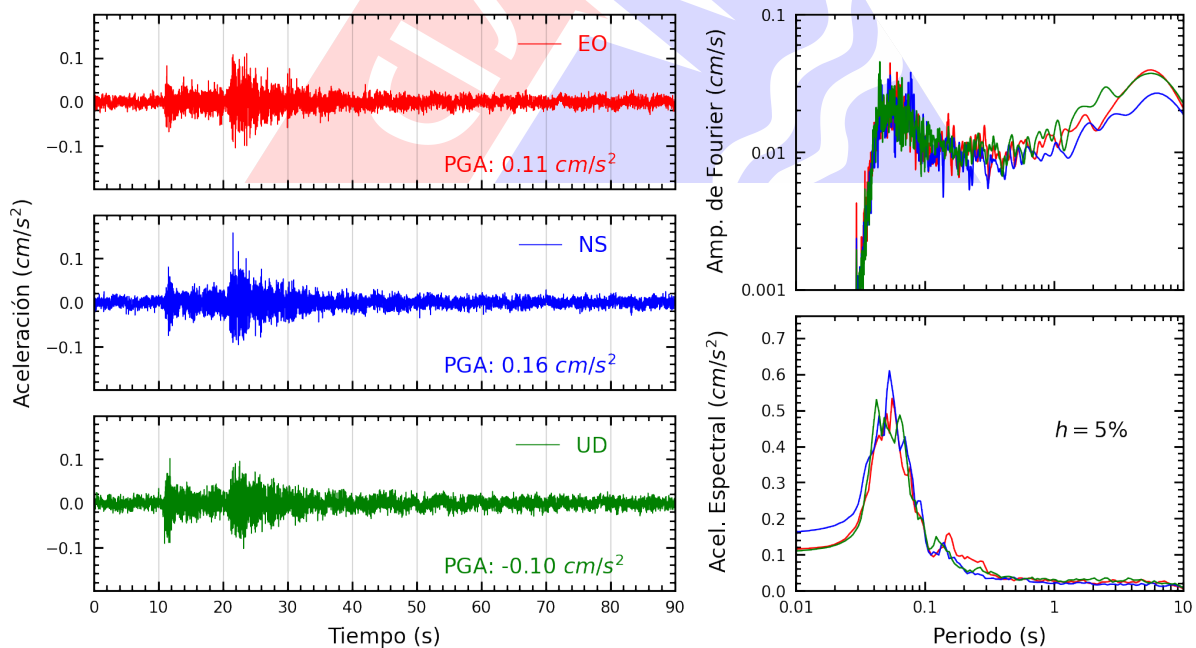 Aceleración (cm/s²)
0.1
0.0
−0.1
EO
PGA: 0.11 cm/s²
0.1
0.0
−0.1
NS
PGA: 0.16 cm/s²
0.1
0.0
−0.1
UD
PGA: -0.10 cm/s²
0 10 20 30 40 50 60 70 80 90
Tiempo (s)
Amp. de Fourier (cm/s)
0.1
0.01
0.001
Acel. Espectral (cm/s²)
0.7
0.6
0.5
0.4
0.3
0.2
0.1
0.0
h = 5%
0.01 0.1 1 10
Periodo (s)